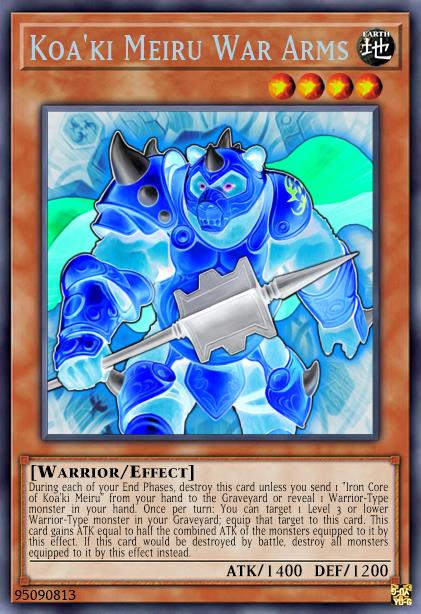 Koa'ki Meiru War Arms
EARTH
地
[Warrior/Effect]
During each of your End Phases, destroy this card unless you send 1 "Iron Core
of Koa'ki Meiru" from your hand to the Graveyard or reveal 1 Warrior-Type
monster in your hand. Once per turn: You can target 1 Level 3 or lower
Warrior-Type monster in your Graveyard; equip that target to this card. This
card gains ATK equal to half the combined ATK of the monsters equipped to it by
this effect. If this card would be destroyed by battle, destroy all monsters
equipped to it by this effect instead.
ATK/1400 DEF/1200
95090813